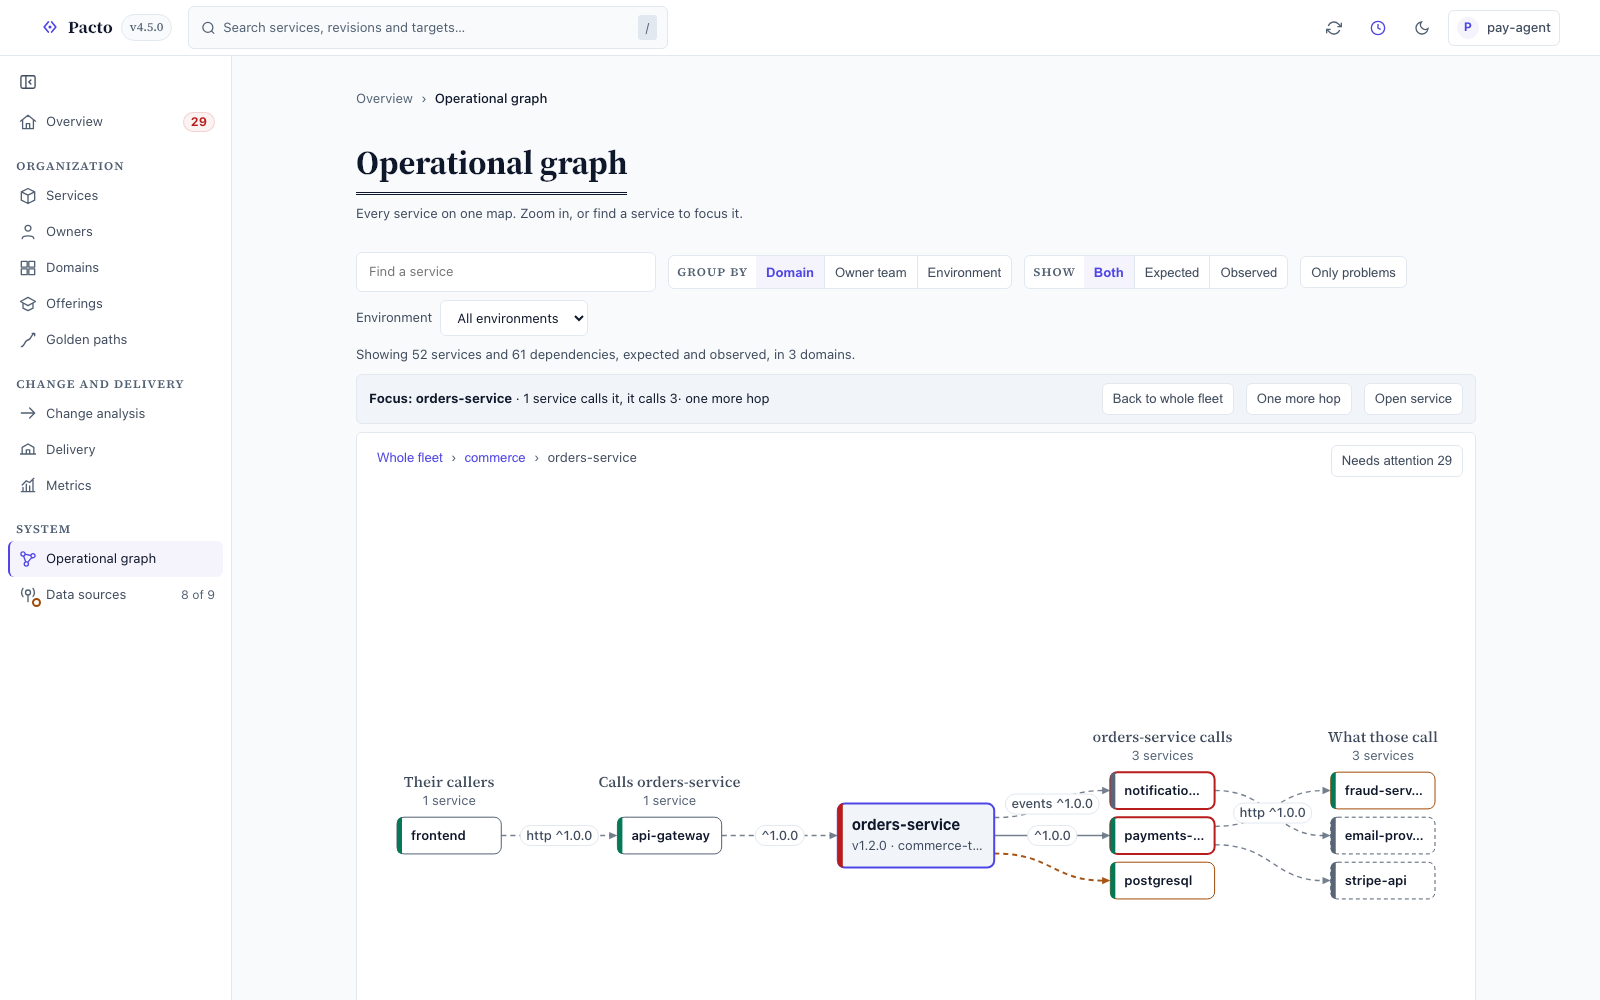 Pacto v4.5.0
Search services, revisions and targets... /
P pay-agent
Overview 29
ORGANIZATION
Services
Owners
Domains
Offerings
Golden paths
CHANGE AND DELIVERY
Change analysis
Delivery
Metrics
SYSTEM
Operational graph
Data sources 8 of 9
Overview › Operational graph
Operational graph
Every service on one map. Zoom in, or find a service to focus it.
Find a service
GROUP BY Domain Owner team Environment
SHOW Both Expected Observed
Only problems
Environment All environments
Showing 52 services and 61 dependencies, expected and observed, in 3 domains.
Focus: orders-service · 1 service calls it, it calls 3· one more hop
Back to whole fleet One more hop Open service
Whole fleet › commerce › orders-service
Needs attention 29
Their callers
1 service
frontend
http ^1.0.0
Calls orders-service
1 service
api-gateway
^1.0.0
orders-service
v1.2.0 · commerce-t...
events ^1.0.0
^1.0.0
orders-service calls
3 services
notificatio...
payments-...
postgresql
http ^1.0.0
What those call
3 services
fraud-serv...
email-prov...
stripe-api